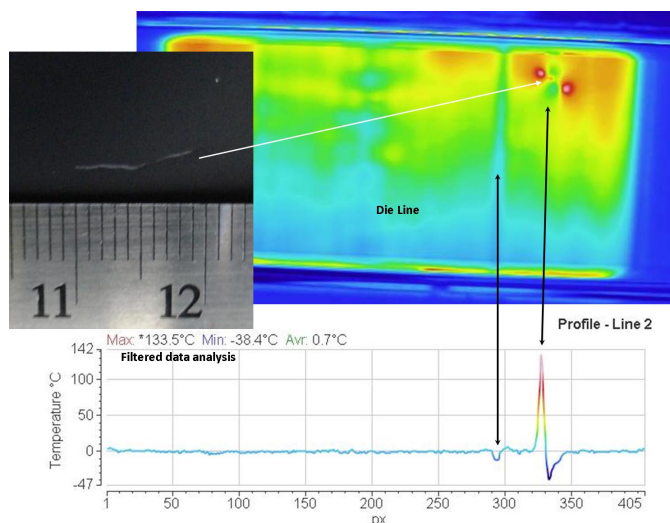 Die Line
11
12
Profile - Line 2
Max: *133.5°C Min: -38.4°C Avr: 0.7°C
Filtered data analysis
Temperature °C
142
100
50
0
-47
1
50
100
150
200
250
300
350
405
px